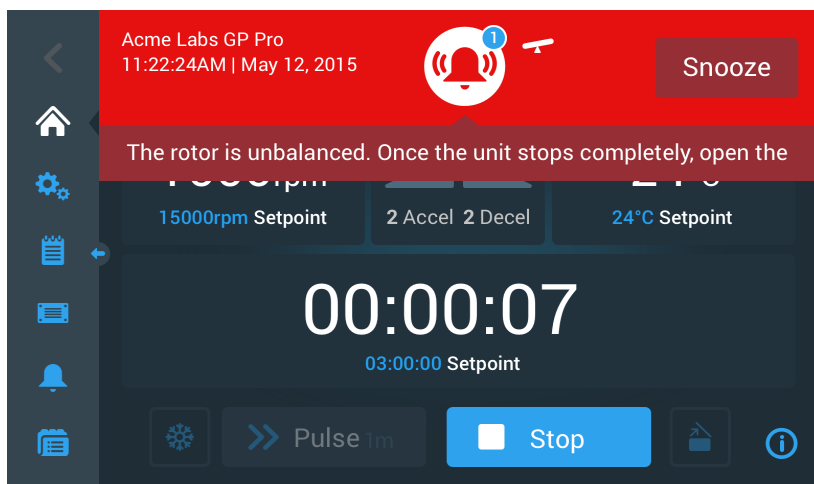 Acme Labs GP Pro
11:22:24AM | May 12, 2015
1
Snooze
The rotor is unbalanced. Once the unit stops completely, open the
rpm
15000rpm Setpoint
2 Accel 2 Decel
24°C Setpoint
00:00:07
03:00:00 Setpoint
Pulse 1m
Stop